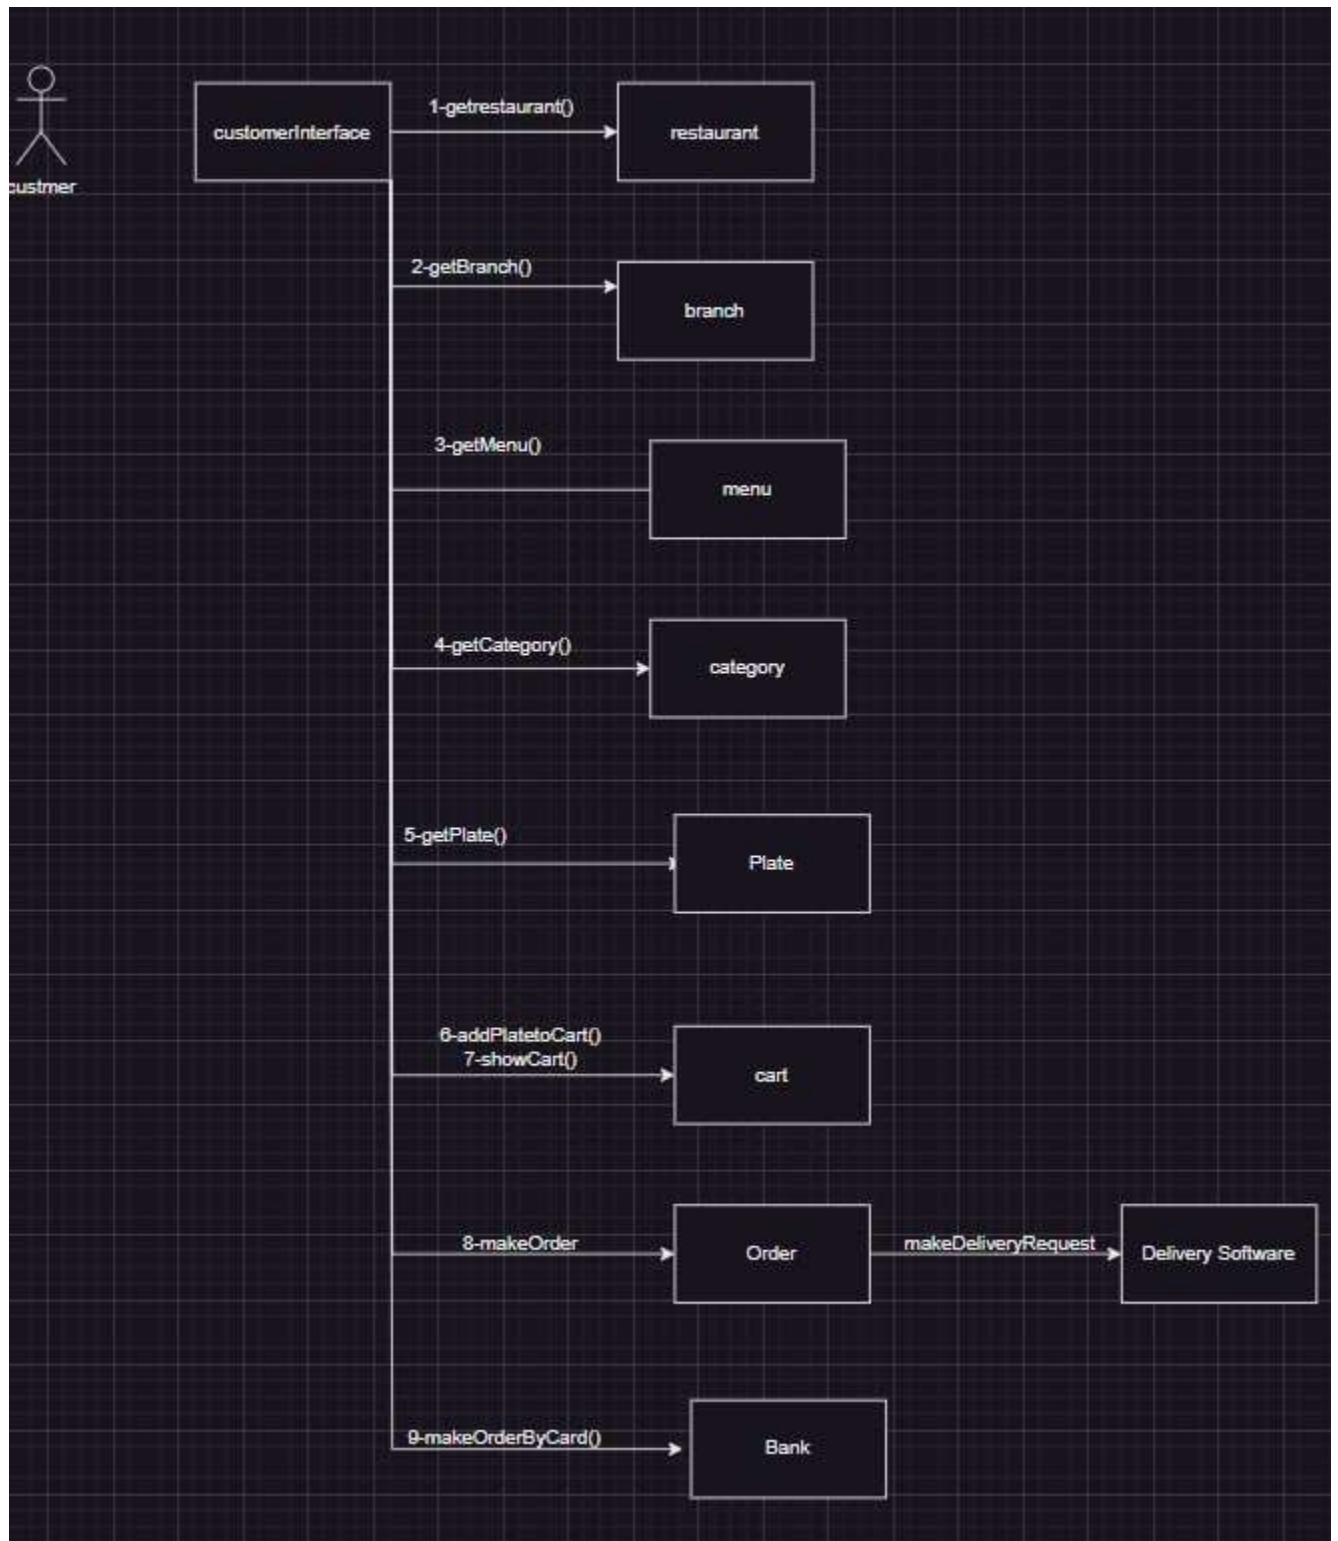 custmer
customerInterface
1-getrestaurant()
restaurant
2-getBranch()
branch
3-getMenu()
menu
4-getCategory()
category
5-getPlate()
Plate
6-addPlatetoCart()
7-showCart()
cart
8-makeOrder
Order
makeDeliveryRequest
Delivery Software
9-makeOrderByCard()
Bank